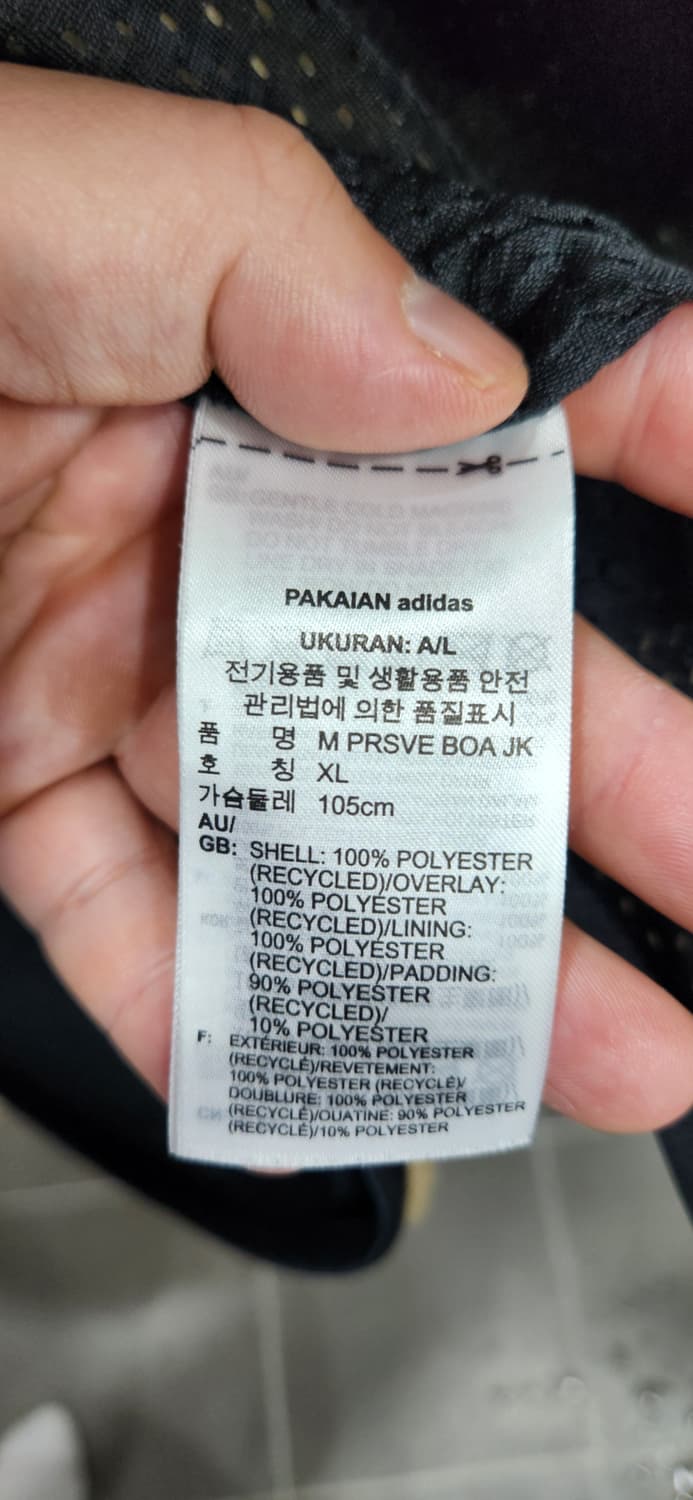 PAKAIAN adidas
UKURAN: A/L
전기용품 및 생활용품 안전
관리법에 의한 품질표시
품 명 M PRSVE BOA JK
호 칭 XL
가슴둘레 105cm
AU/
GB: SHELL: 100% POLYESTER
(RECYCLED)/OVERLAY:
100% POLYESTER
(RECYCLED)/LINING:
100% POLYESTER
(RECYCLED)/PADDING:
90% POLYESTER
(RECYCLED)/
10% POLYESTER
F: EXTÉRIEUR: 100% POLYESTER
(RECYCLÉ)/REVETEMENT:
100% POLYESTER (RECYCLÉ)/
DOUBLURE: 100% POLYESTER
(RECYCLÉ)/OUATINE: 90% POLYESTER
(RECYCLÉ)/10% POLYESTER